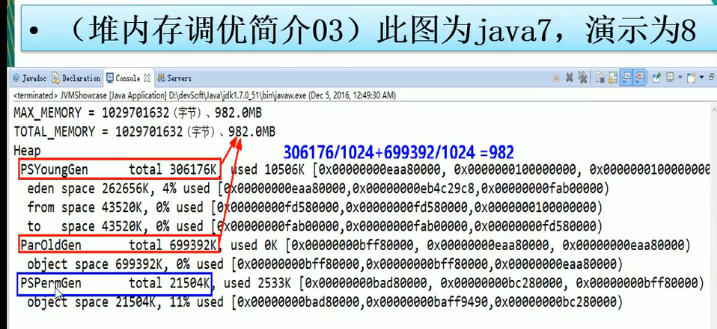 • （堆内存调优简介03）此图为java7，演示为8
@ Javadoc Declaration Console Servers
<terminated> JVMShowcase [Java Application] D:\devSoft\Java\jdk1.7.0_51\bin\javaw.exe (Dec 5, 2016, 12:49:30 AM)
MAX_MEMORY = 1029701632（字节）、982.0MB
TOTAL_MEMORY = 1029701632（字节）、982.0MB
Heap
306176/1024+699392/1024 =982
PSYoungGen total 306176K, used 10506K [0x00000000eaa80000, 0x0000000100000000, 0x0000000100000000
eden space 262656K, 4% used [0x00000000eaa80000,0x00000000eb4c29c8,0x00000000fab00000)
from space 43520K, 0% used [0x00000000fd580000,0x00000000fd580000,0x0000000100000000)
to space 43520K, 0% used [0x00000000fab00000,0x00000000fab00000,0x00000000fd580000)
ParOldGen total 699392K, used 0K [0x00000000bff80000, 0x00000000eaa80000, 0x00000000eaa80000)
object space 699392K, 0% used [0x00000000bff80000,0x00000000bff80000,0x00000000eaa80000)
PSPermGen total 21504K, used 2533K [0x00000000bad80000, 0x00000000bc280000, 0x00000000bff80000)
object space 21504K, 11% used [0x00000000bad80000,0x00000000baff9490,0x00000000bc280000)